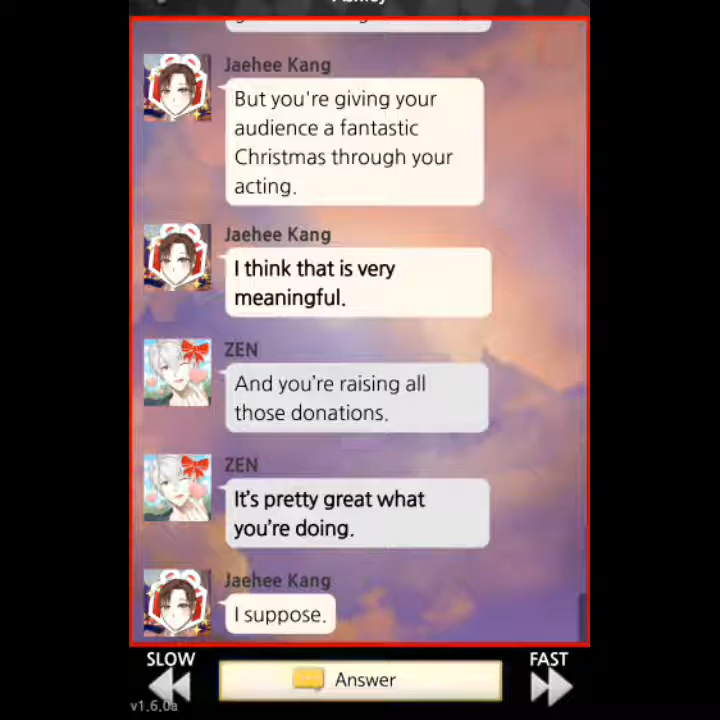 Jaehee Kang
But you're giving your
audience a fantastic
Christmas through your
acting.
Jaehee Kang
I think that is very
meaningful.
ZEN
And you're raising all
those donations.
ZEN
It's pretty great what
you're doing.
Jaehee Kang
I suppose.
SLOW
Answer
FAST
v1.6.0a